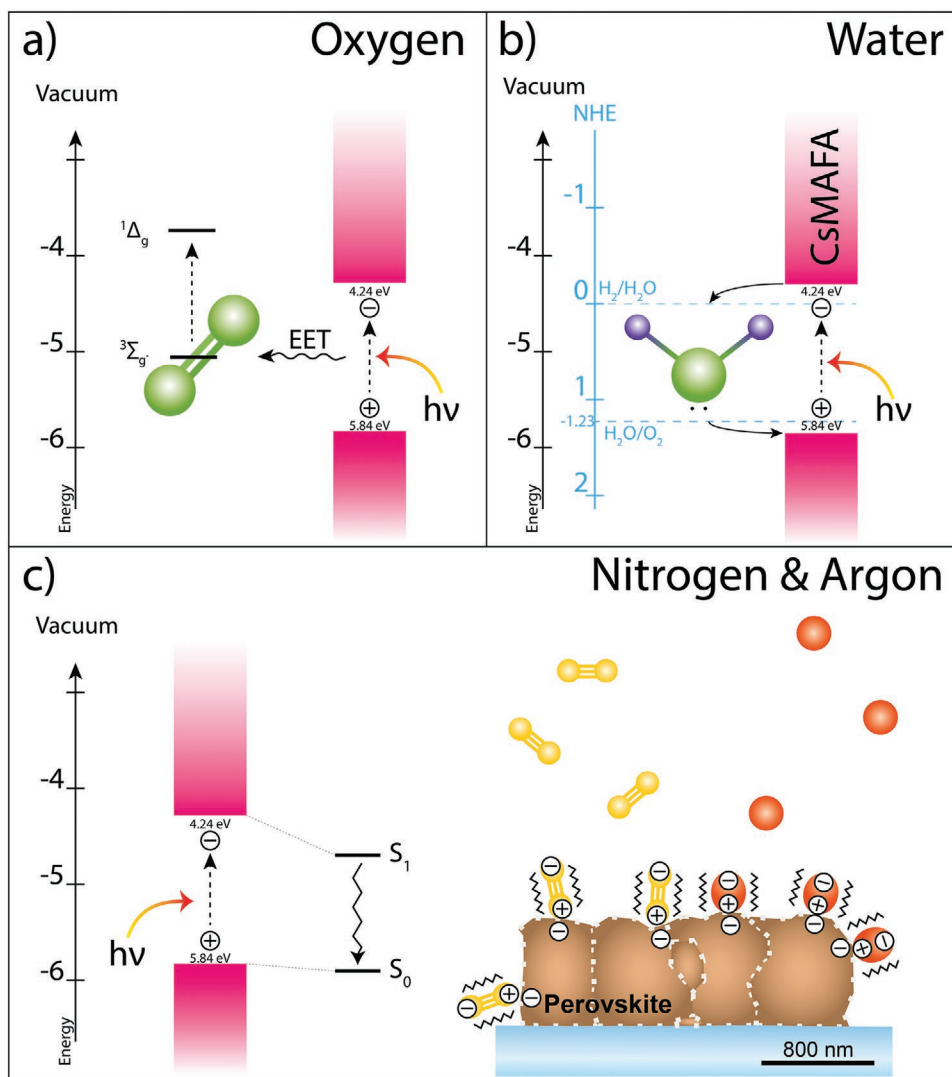 a)
Oxygen
Vacuum
-4
-5
-6
Energy
¹Δg
³Σg-
EET
4.24 eV
−
+
5.84 eV
hν
b)
Water
Vacuum
NHE
-4
-5
-6
Energy
-1
0
1
-1.23
2
H₂/H₂O
H₂O/O₂
CsMAFA
4.24 eV
−
+
5.84 eV
hν
c)
Nitrogen & Argon
Vacuum
-4
-5
-6
Energy
4.24 eV
−
+
5.84 eV
hν
S₁
S₀
− − − −
+ + + +
− − − −
− + −
− + −
Perovskite
800 nm